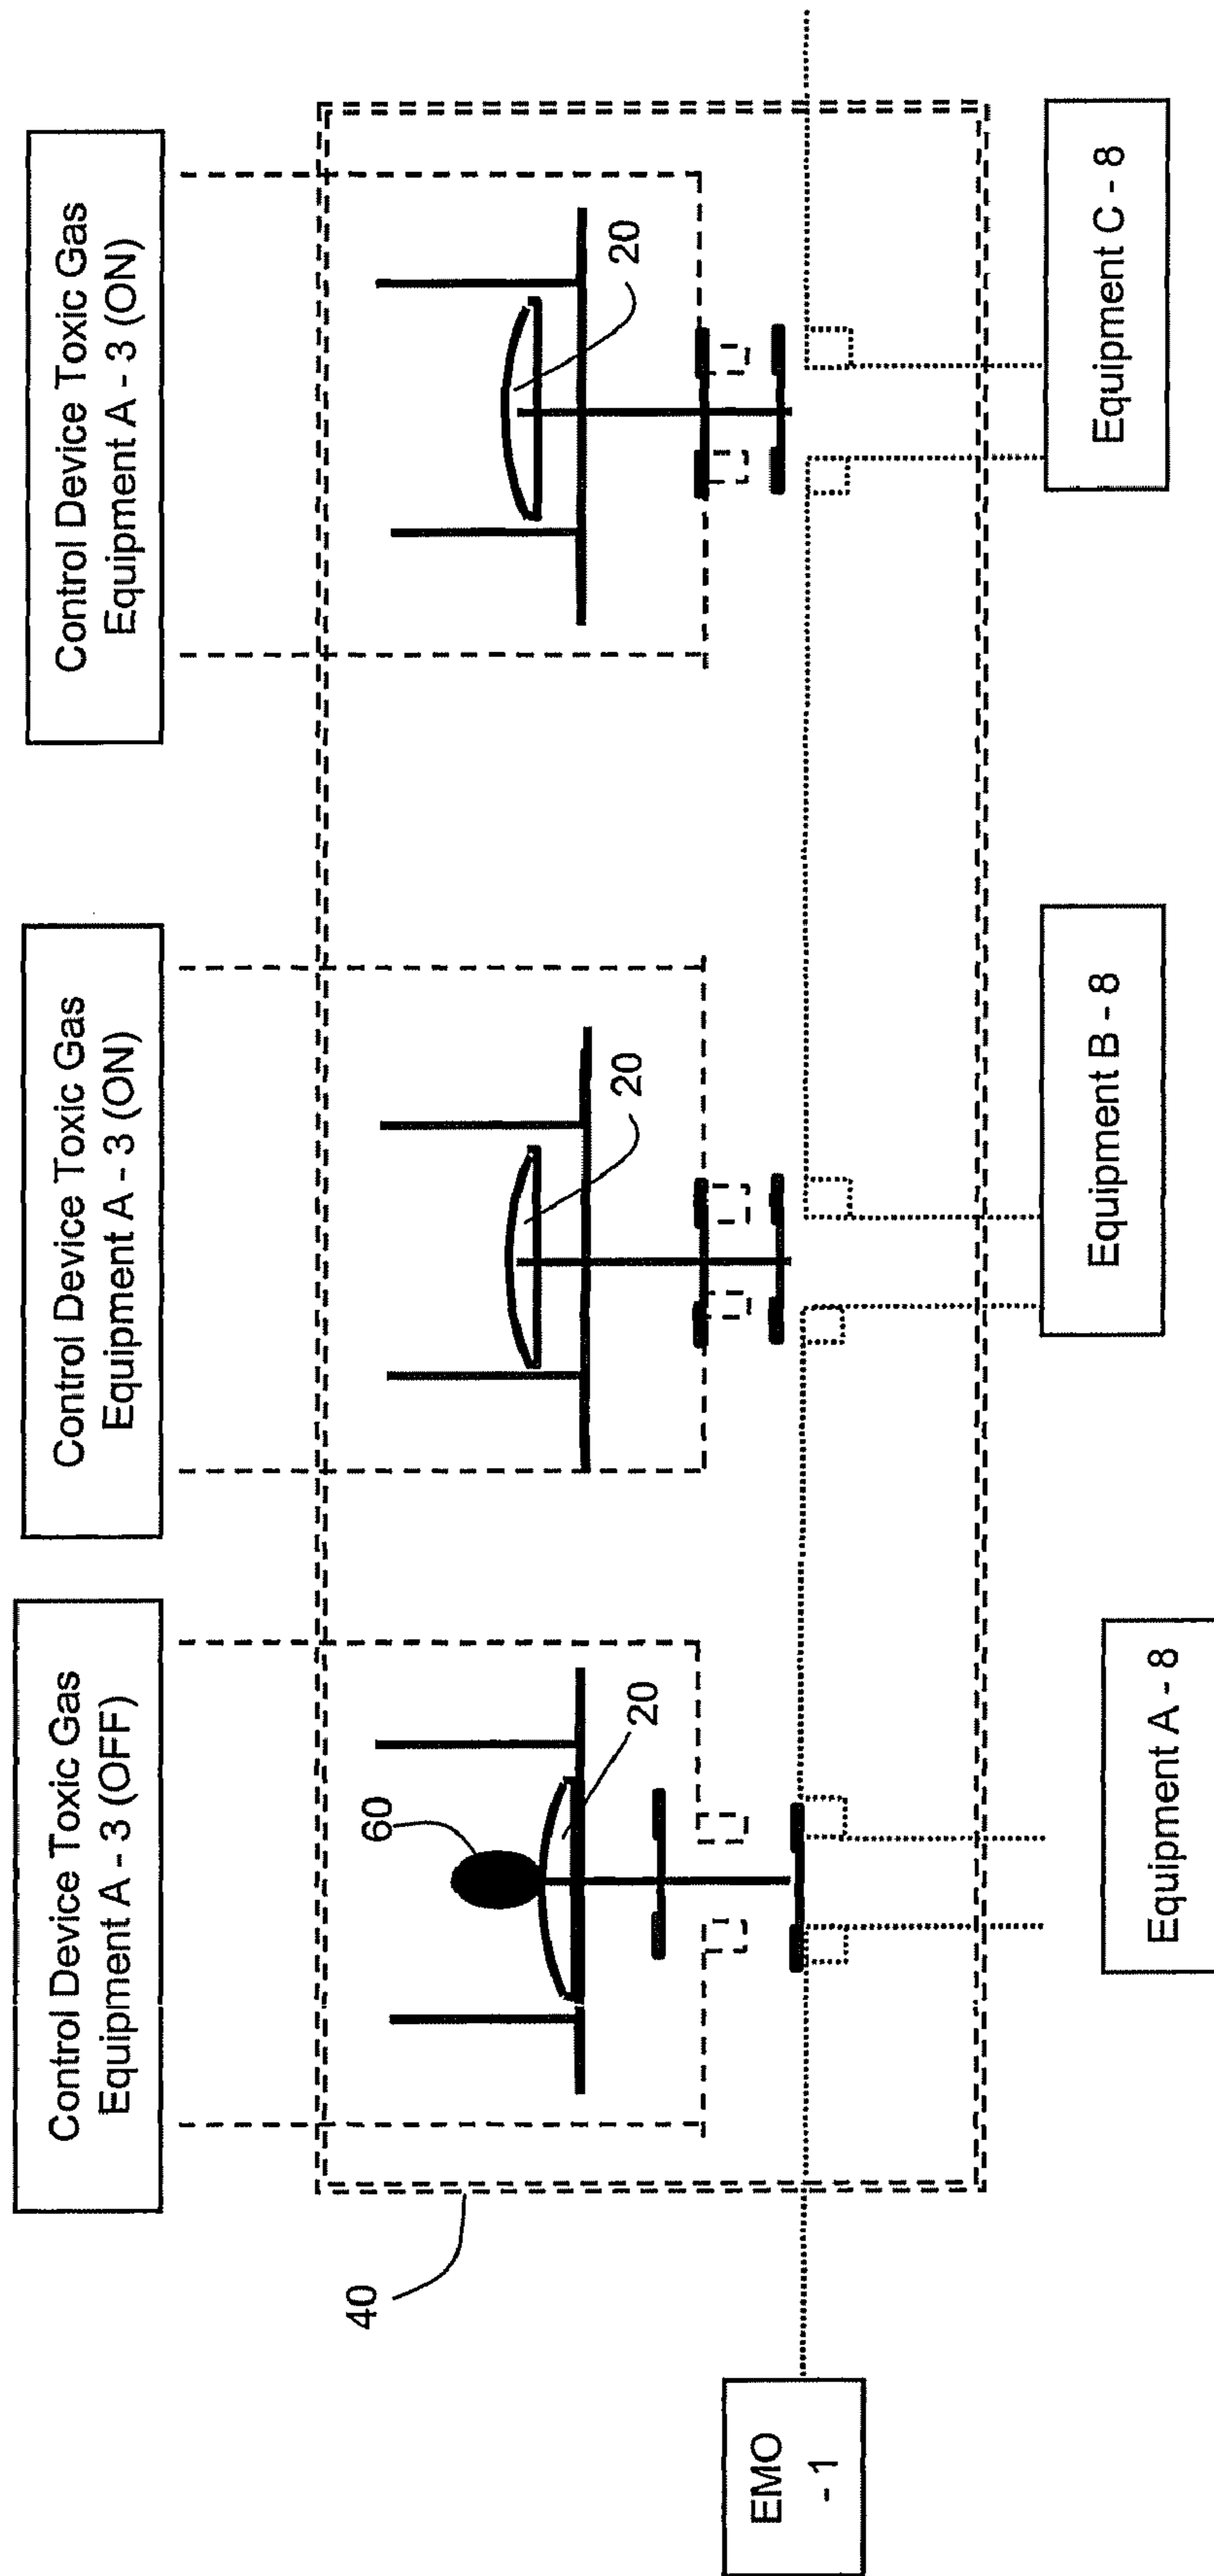 Control Device Toxic Gas
Equipment A - 3 (OFF)
Control Device Toxic Gas
Equipment A - 3 (ON)
Control Device Toxic Gas
Equipment A - 3 (ON)
60
20
20
20
40
EMO
- 1
Equipment A - 8
Equipment B - 8
Equipment C - 8